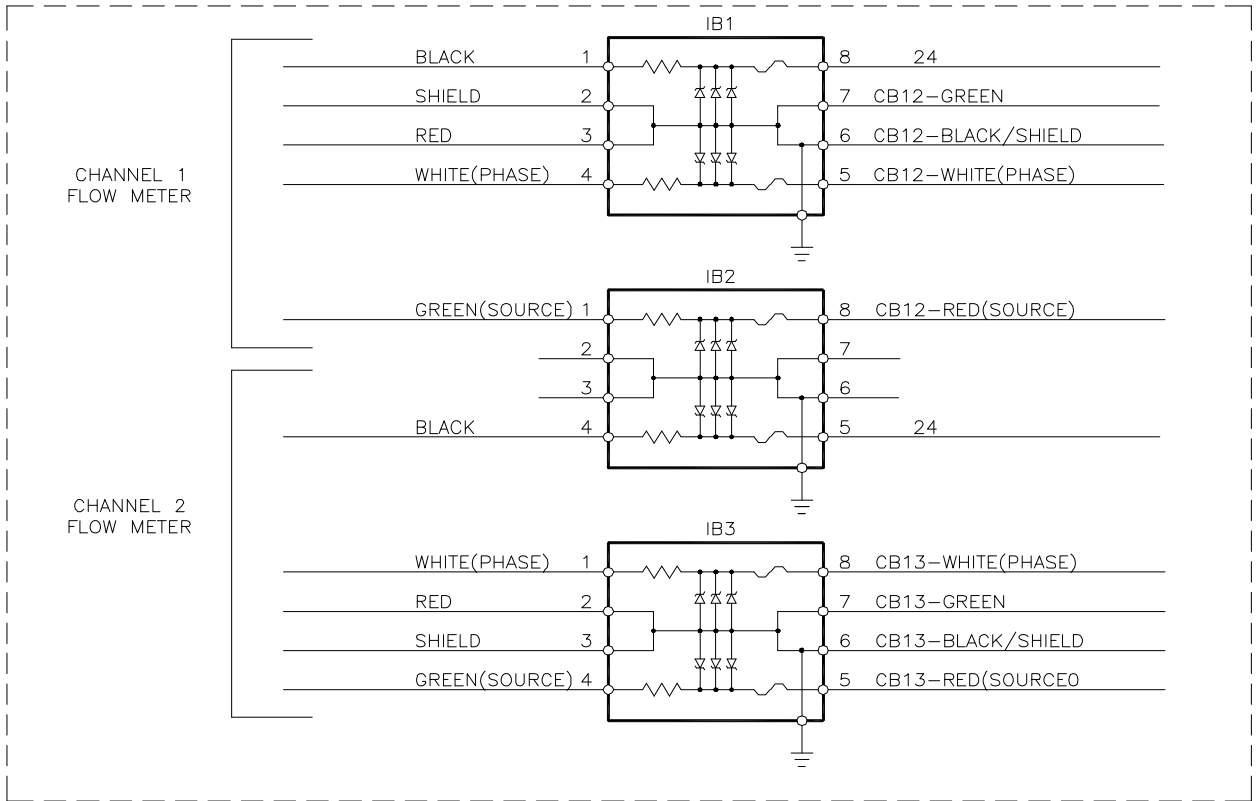 IB1
BLACK 1 8 24
SHIELD 2 7 CB12-GREEN
RED 3 6 CB12-BLACK/SHIELD
WHITE(PHASE) 4 5 CB12-WHITE(PHASE)
CHANNEL 1
FLOW METER
IB2
GREEN(SOURCE) 1 8 CB12-RED(SOURCE)
2 7
3 6
BLACK 4 5 24
CHANNEL 2
FLOW METER
IB3
WHITE(PHASE) 1 8 CB13-WHITE(PHASE)
RED 2 7 CB13-GREEN
SHIELD 3 6 CB13-BLACK/SHIELD
GREEN(SOURCE) 4 5 CB13-RED(SOURCE0